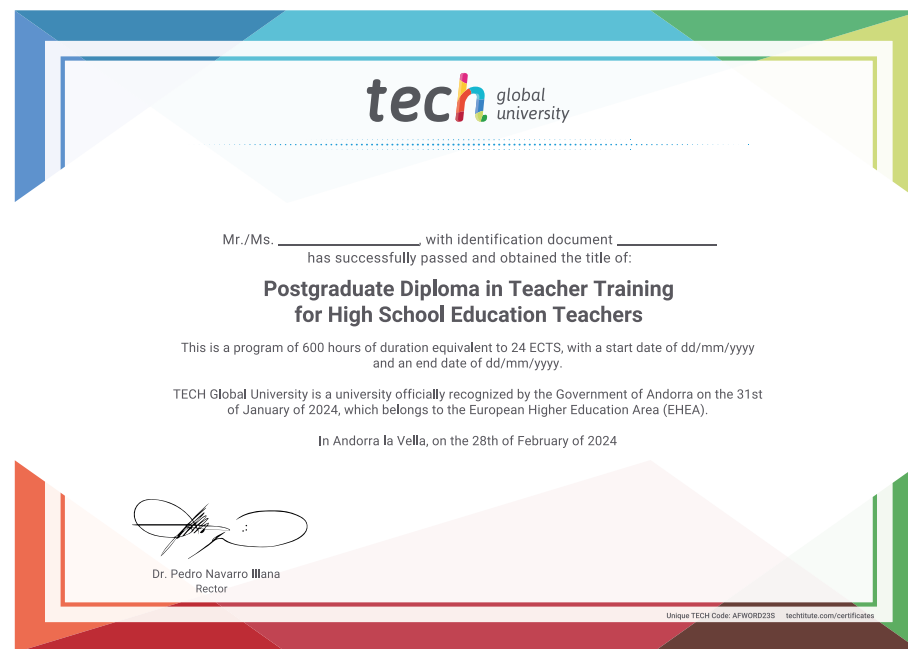 tech global university
Mr./Ms. ____________________, with identification document ______________
has successfully passed and obtained the title of:
Postgraduate Diploma in Teacher Training
for High School Education Teachers
This is a program of 600 hours of duration equivalent to 24 ECTS, with a start date of dd/mm/yyyy
and an end date of dd/mm/yyyy.
TECH Global University is a university officially recognized by the Government of Andorra on the 31st
of January of 2024, which belongs to the European Higher Education Area (EHEA).
In Andorra la Vella, on the 28th of February of 2024
Dr. Pedro Navarro Illana
Rector
Unique TECH Code: AFWORD23S techtitute.com/certificates